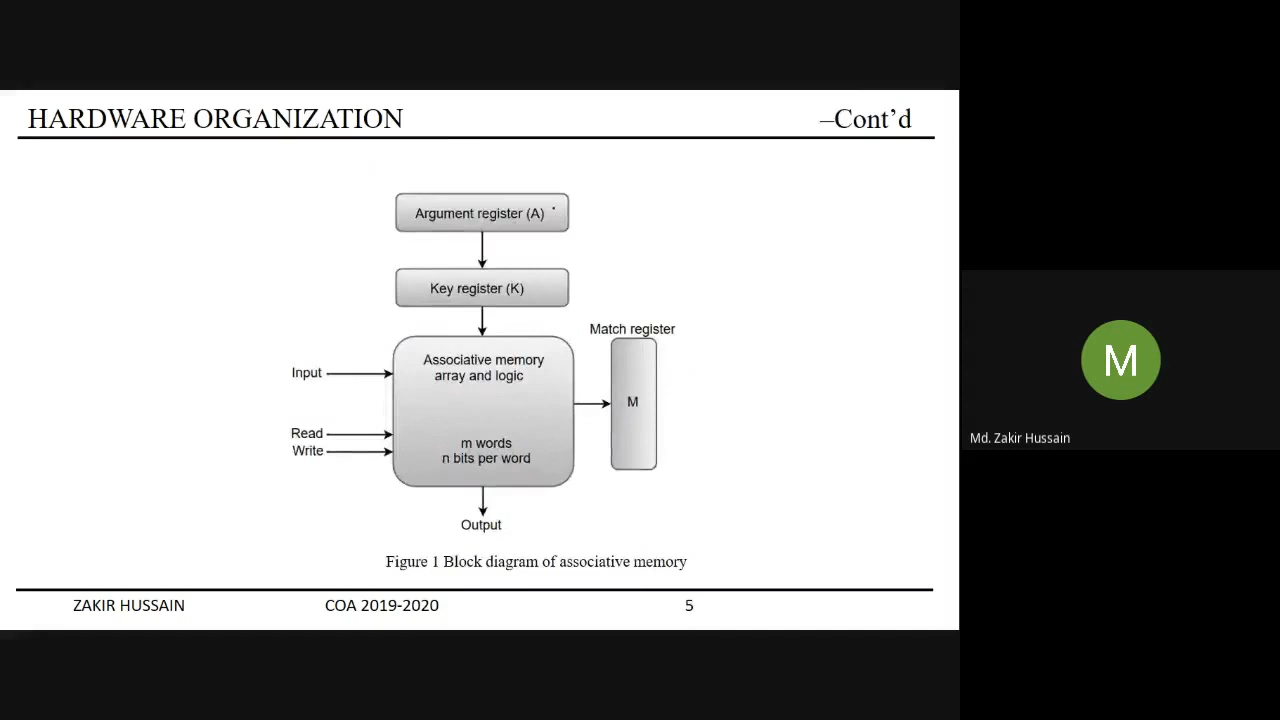 HARDWARE ORGANIZATION
–Cont’d
Argument register (A)
Key register (K)
Match register
Associative memory
array and logic
Input
M
Read
Write
m words
n bits per word
Output
Figure 1 Block diagram of associative memory
ZAKIR HUSSAIN
COA 2019-2020
5
M
Md. Zakir Hussain